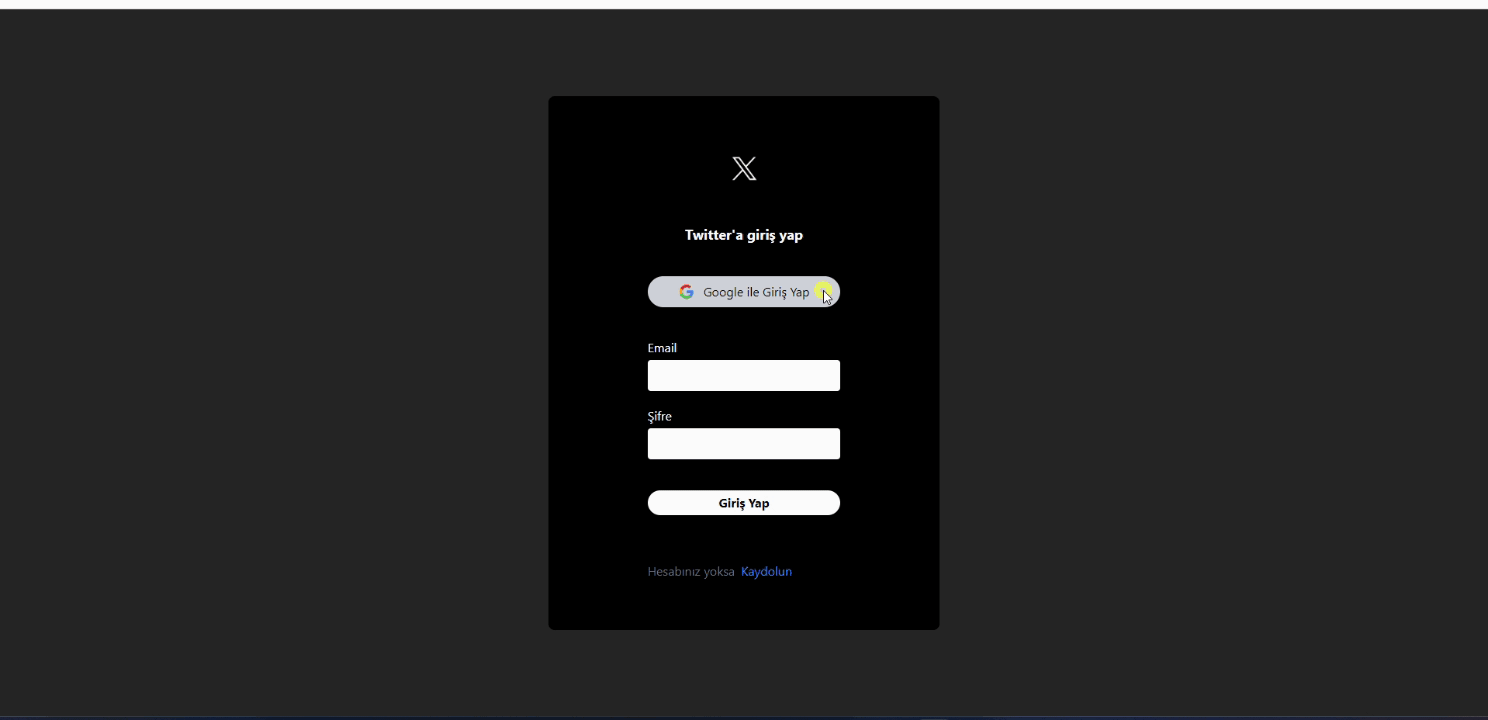 Twitter'a giriş yap
Google ile Giriş Yap
Email
Şifre
Giriş Yap
Hesabınız yoksa Kaydolun